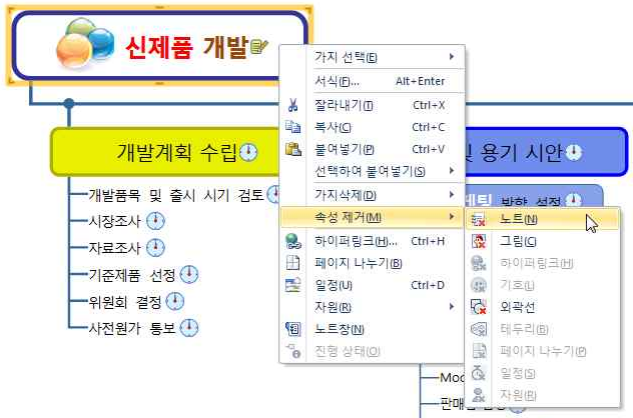 신제품 개발
가지 선택(E)
서식(F)... Alt+Enter
잘라내기(T) Ctrl+X
복사(C) Ctrl+C
붙여넣기(P) Ctrl+V
선택하여 붙여넣기(S)
가지삭제(D)
속성 제거(M)
하이퍼링크(H)... Ctrl+H
페이지 나누기(B)
일정(U) Ctrl+D
자원(R)
노트창(N)
진행 상태(O)
노트(N)
그림(C)
하이퍼링크(H)
기호(L)
외곽선
테두리(B)
페이지 나누기(P)
일정(S)
자원(R)
개발계획 수립
개발품목 및 출시 시기 검토
시장조사
자료조사
기준제품 선정
위원회 결정
사전원가 통보
및 용기 시안
방향 설정
Moc
판매